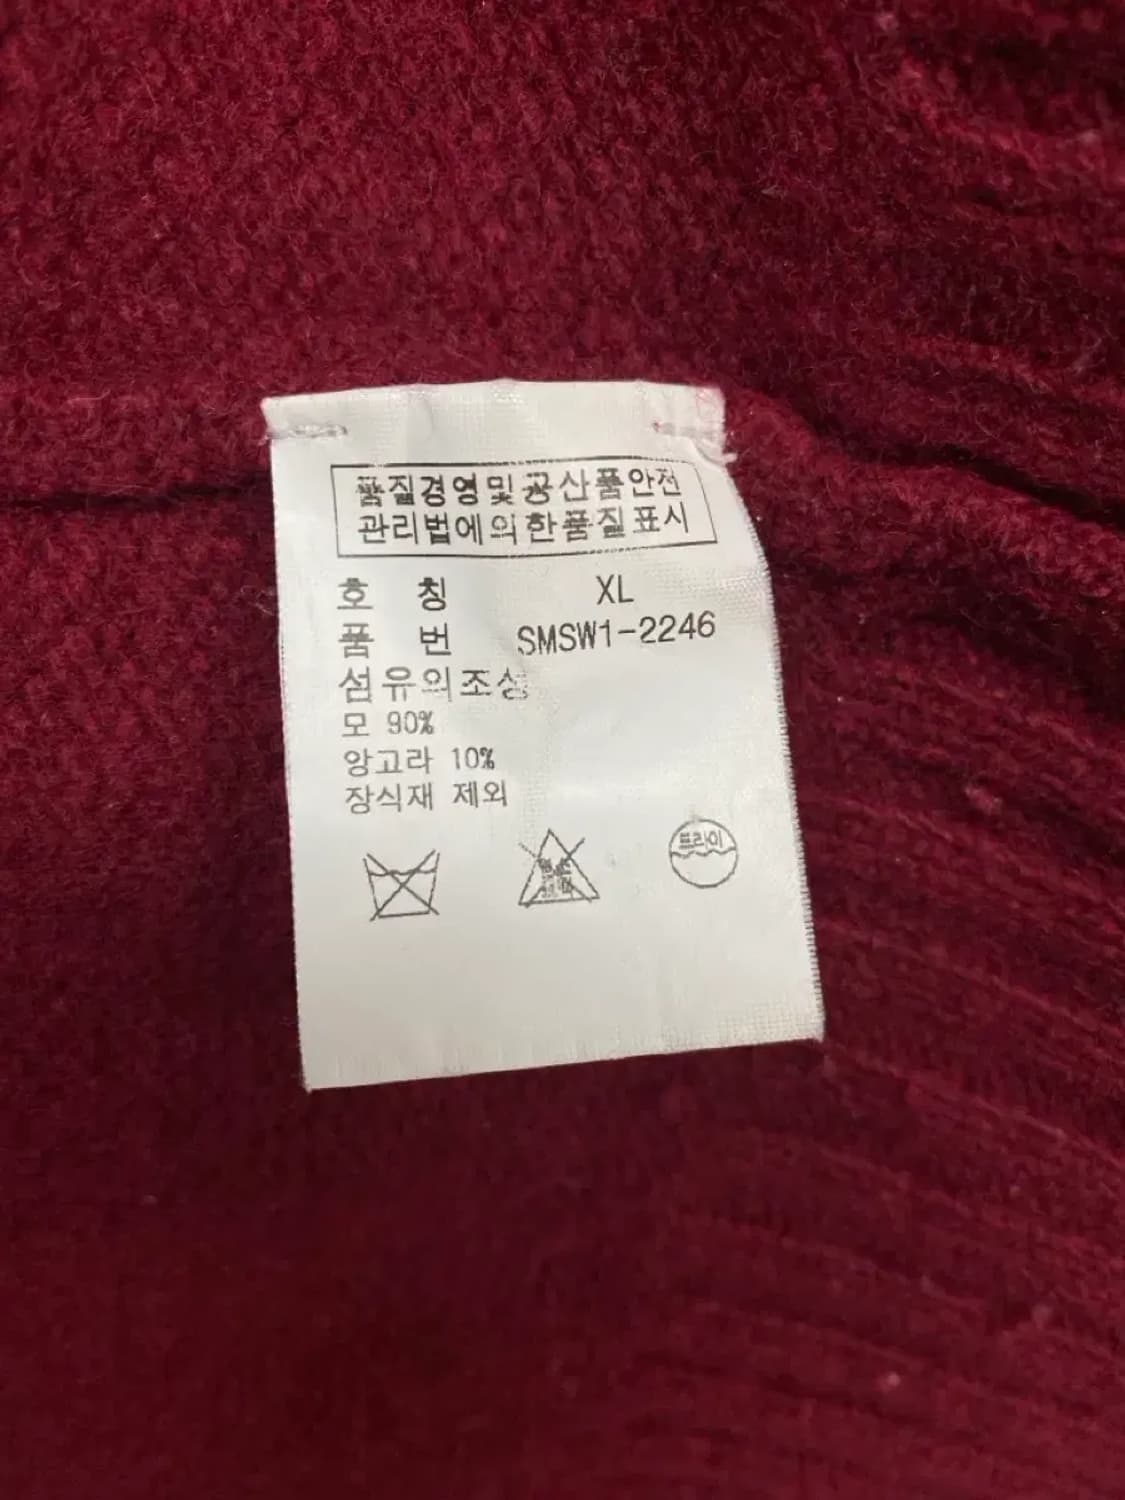 품질경영및공산품안전
관리법에의한품질표시
호 칭 XL
품 번 SMSW1-2246
섬유의조성
모 90%
앙고라 10%
장식재 제외
프라이